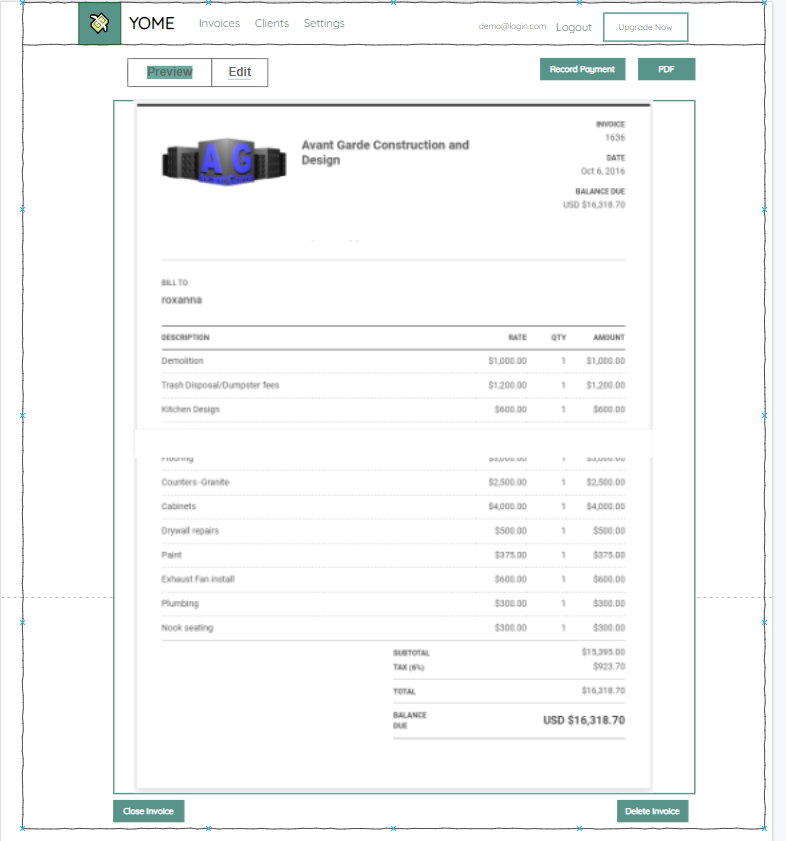 YOME Invoices Clients Settings demo@login.com Logout Upgrade Now
Preview Edit Record Payment PDF
INVOICE
1636
DATE
Oct 6, 2016
BALANCE DUE
USD $16,318.70
AG
Avant Garde Construction and
Design
BILL TO
roxanna
DESCRIPTION RATE QTY AMOUNT
Demolition $1,000.00 1 $1,000.00
Trash Disposal/Dumpster fees $1,200.00 1 $1,200.00
Kitchen Design $600.00 1 $600.00
Flooring 1
Counters -Granite $2,500.00 1 $2,500.00
Cabinets $4,000.00 1 $4,000.00
Drywall repairs $500.00 1 $500.00
Paint $375.00 1 $375.00
Exhaust Fan install $600.00 1 $600.00
Plumbing $300.00 1 $300.00
Nook seating $300.00 1 $300.00
SUBTOTAL $15,395.00
TAX (6%) $923.70
TOTAL $16,318.70
BALANCE
DUE USD $16,318.70
Close Invoice Delete Invoice